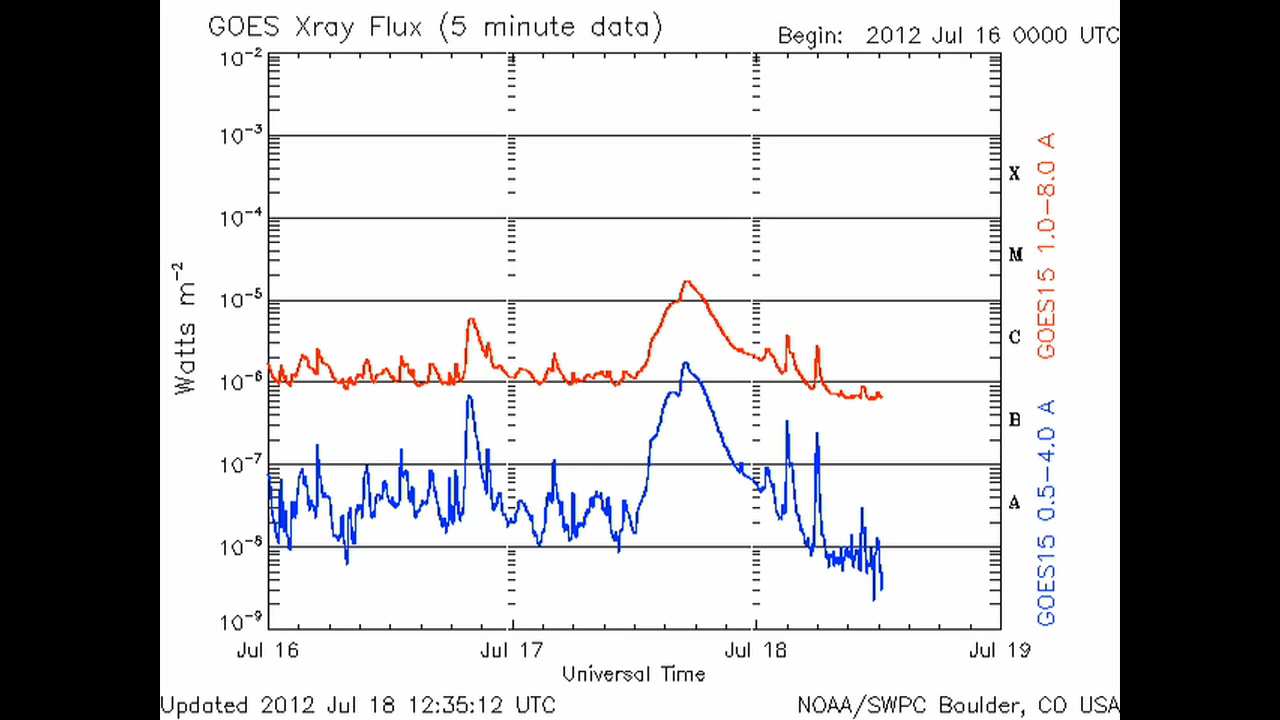 GOES Xray Flux (5 minute data)
Begin: 2012 Jul 16 0000 UTC
10-2
10-3
10-4
10-5
10-6
10-7
10-8
10-9
Watts m-2
X
M
C
B
A
GOES15 1.0-8.0 A
GOES15 0.5-4.0 A
Jul 16
Jul 17
Jul 18
Jul 19
Universal Time
Updated 2012 Jul 18 12:35:12 UTC
NOAA/SWPC Boulder, CO USA